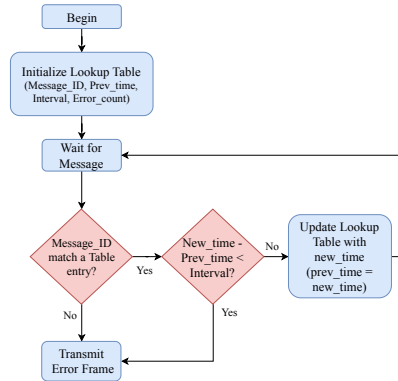 Begin
Initialize Lookup Table
(Message_ID, Prev_time,
Interval, Error_count)
Wait for
Message
Message_ID
match a Table
entry?
Yes
New_time -
Prev_time <
Interval?
No
Update Lookup
Table with
new_time
(prev_time =
new_time)
No
Yes
Transmit
Error Frame